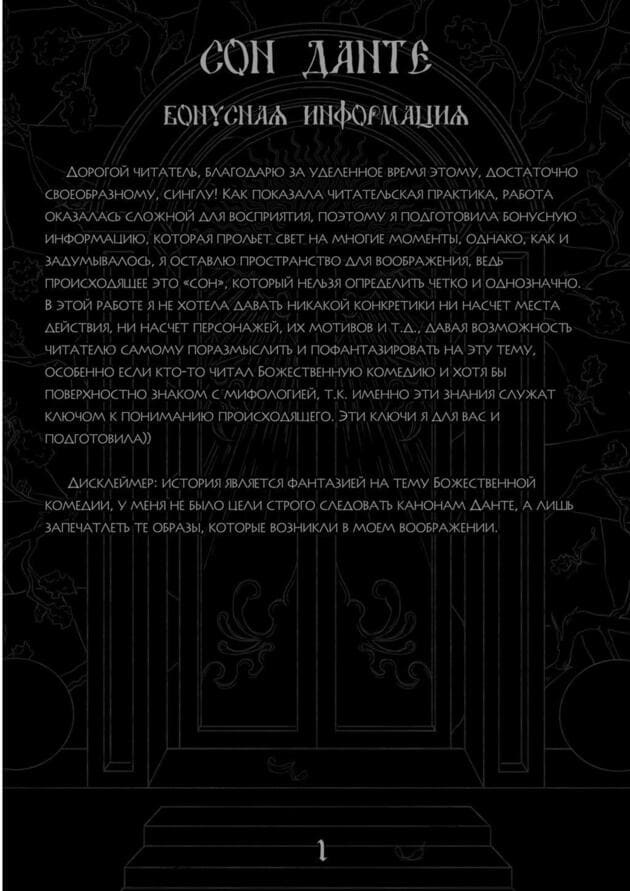 СОН ДАНТЕ
БОНУСНАЯ ИНФОРМАЦИЯ
Дорогой читатель, благодарю за уделенное время этому, достаточно
своеобразному, синглу! Как показала читательская практика, работа
оказалась сложной для восприятия, поэтому я подготовила бонусную
информацию, которая прольет свет на многие моменты, однако, как и
задумывалось, я оставлю пространство для воображения, ведь
происходящее это «сон», который нельзя определить четко и однозначно.
В этой работе я не хотела давать никакой конкретики ни насчет места
действия, ни насчет персонажей, их мотивов и т.д., давая возможность
читателю самому поразмыслить и пофантазировать на эту тему,
особенно если кто-то читал Божественную комедию и хотя бы
поверхностно знаком с мифологией, т.к. именно эти знания служат
ключом к пониманию происходящего. Эти ключи я для вас и
подготовила))
Дисклеймер: история является фантазией на тему Божественной
комедии, у меня не было цели строго следовать канонам Данте, а лишь
запечатлеть те образы, которые возникли в моем воображении.
1